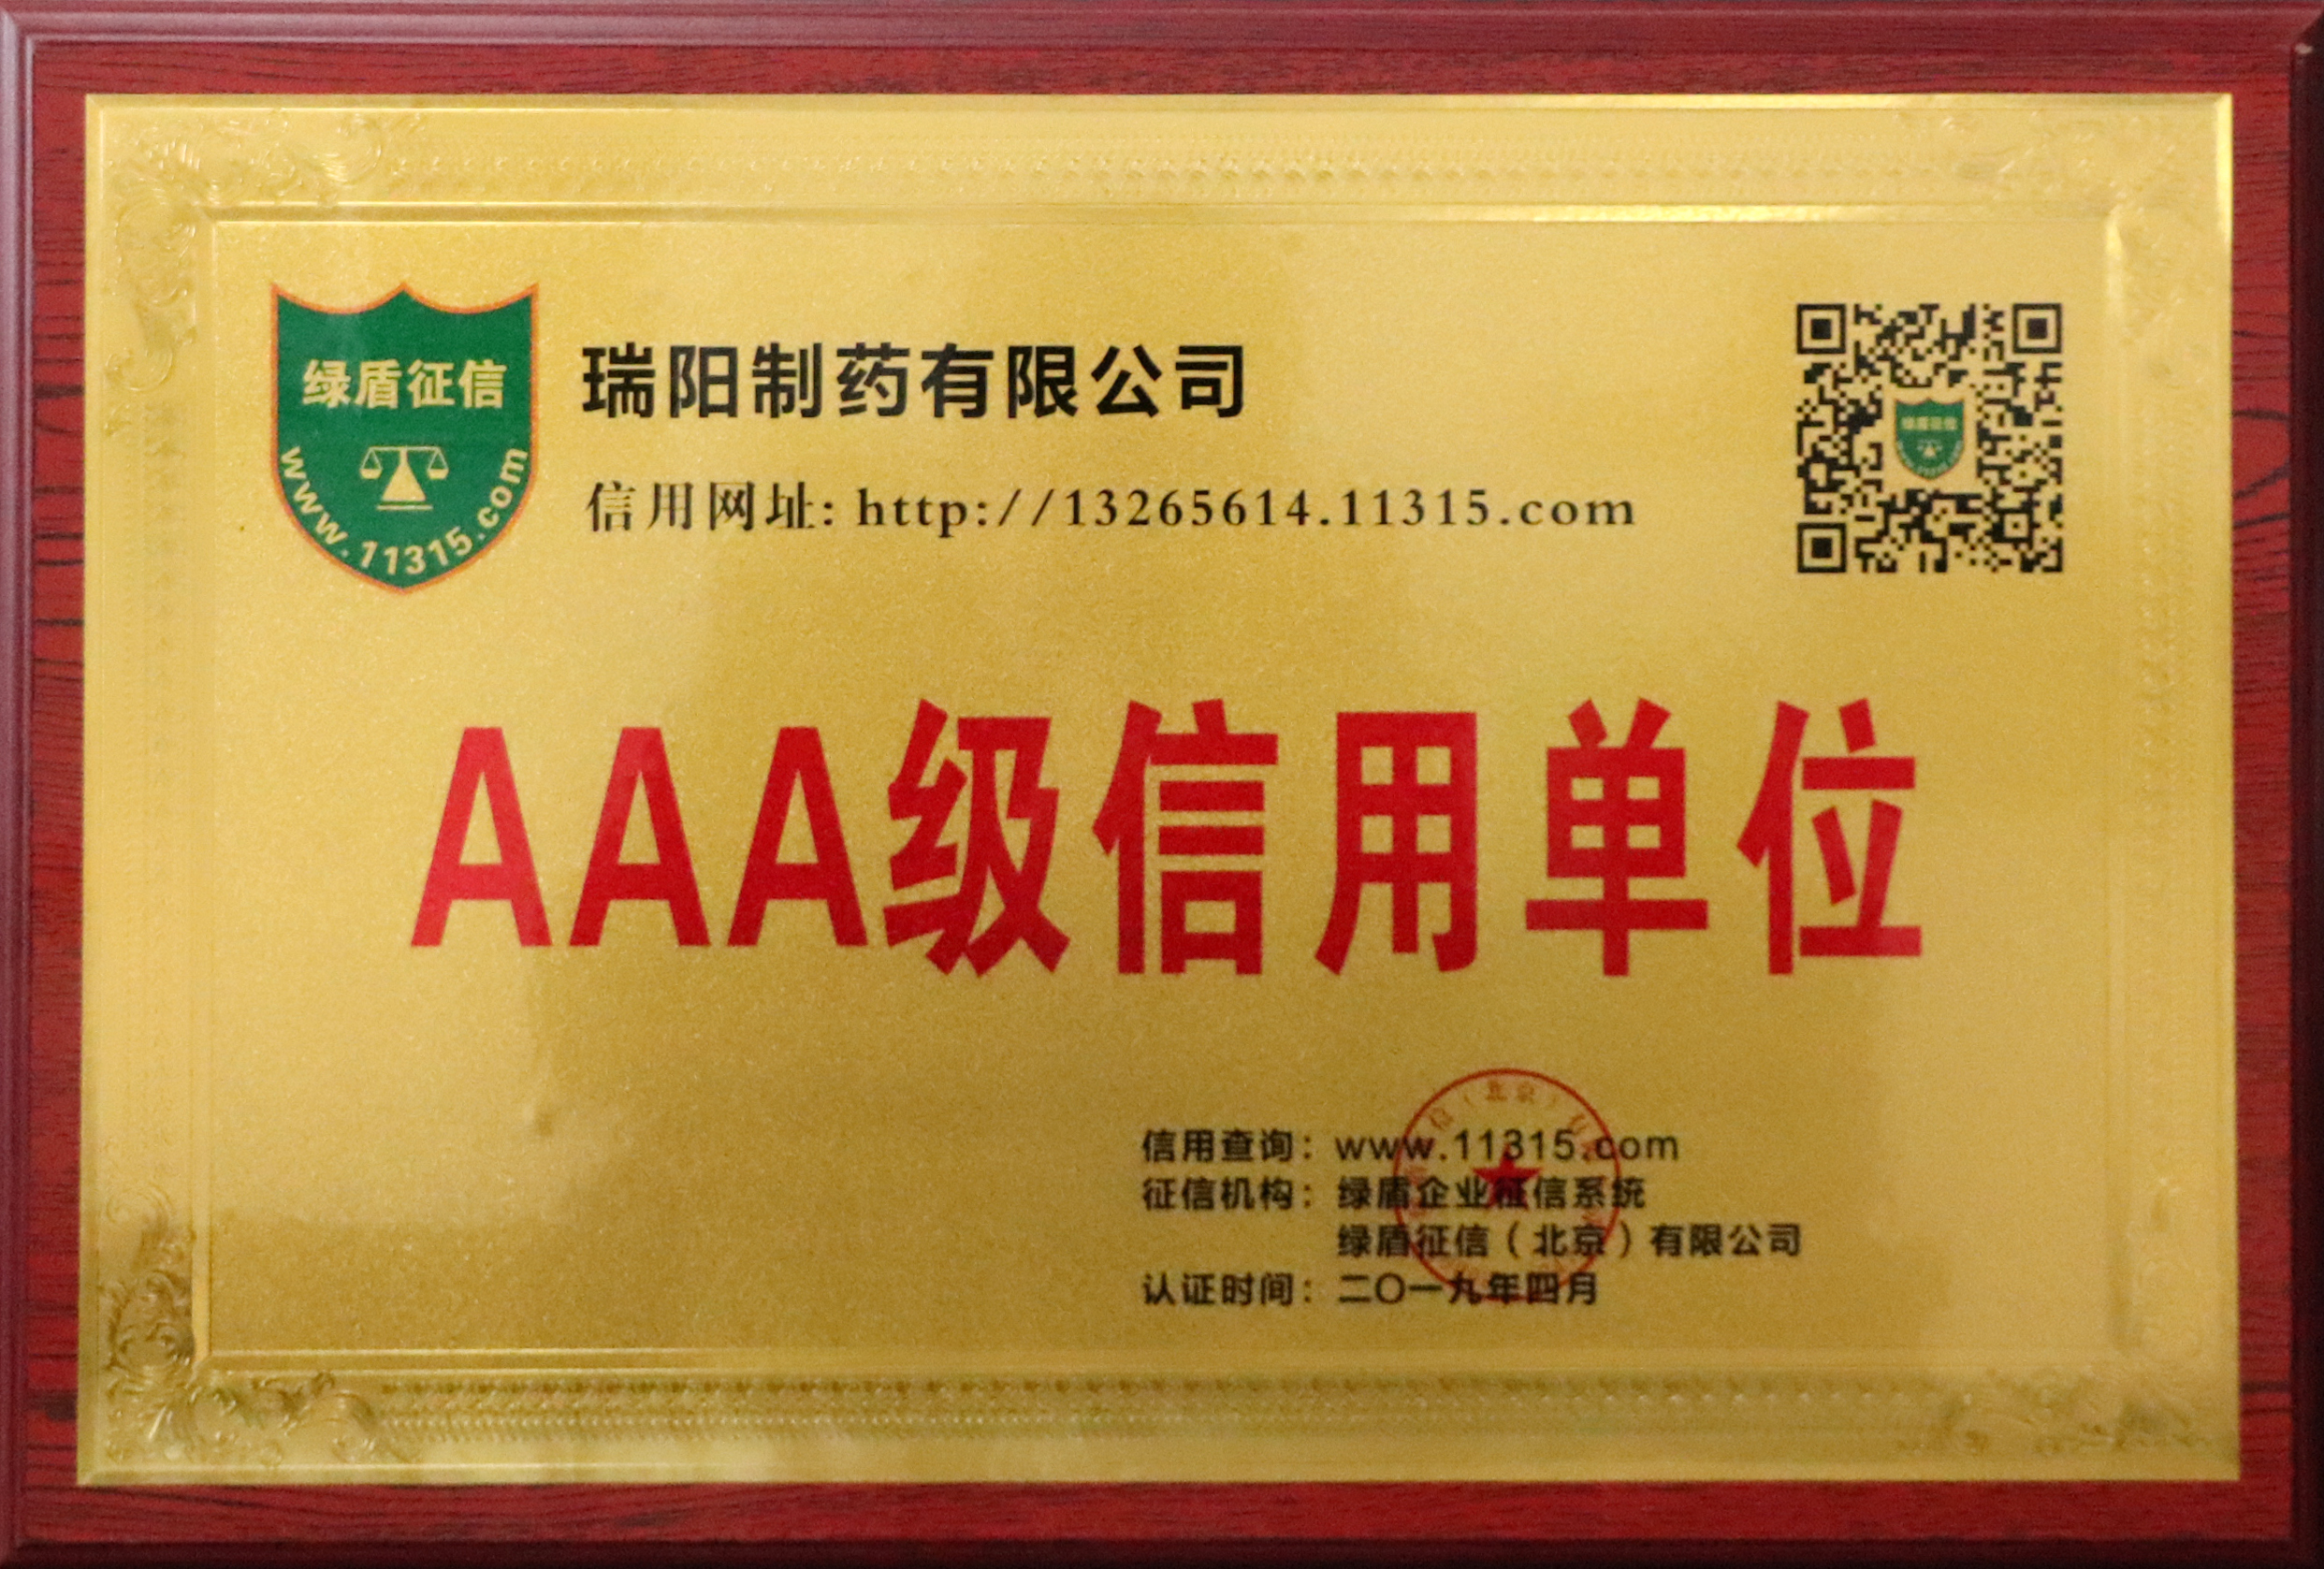 绿盾征信
www.11315.com
瑞阳制药有限公司
信用网址: http://13265614.11315.com
AAA级信用单位
信用查询：www.11315.com
征信机构：绿盾企业征信系统
绿盾征信（北京）有限公司
认证时间：二〇一九年四月